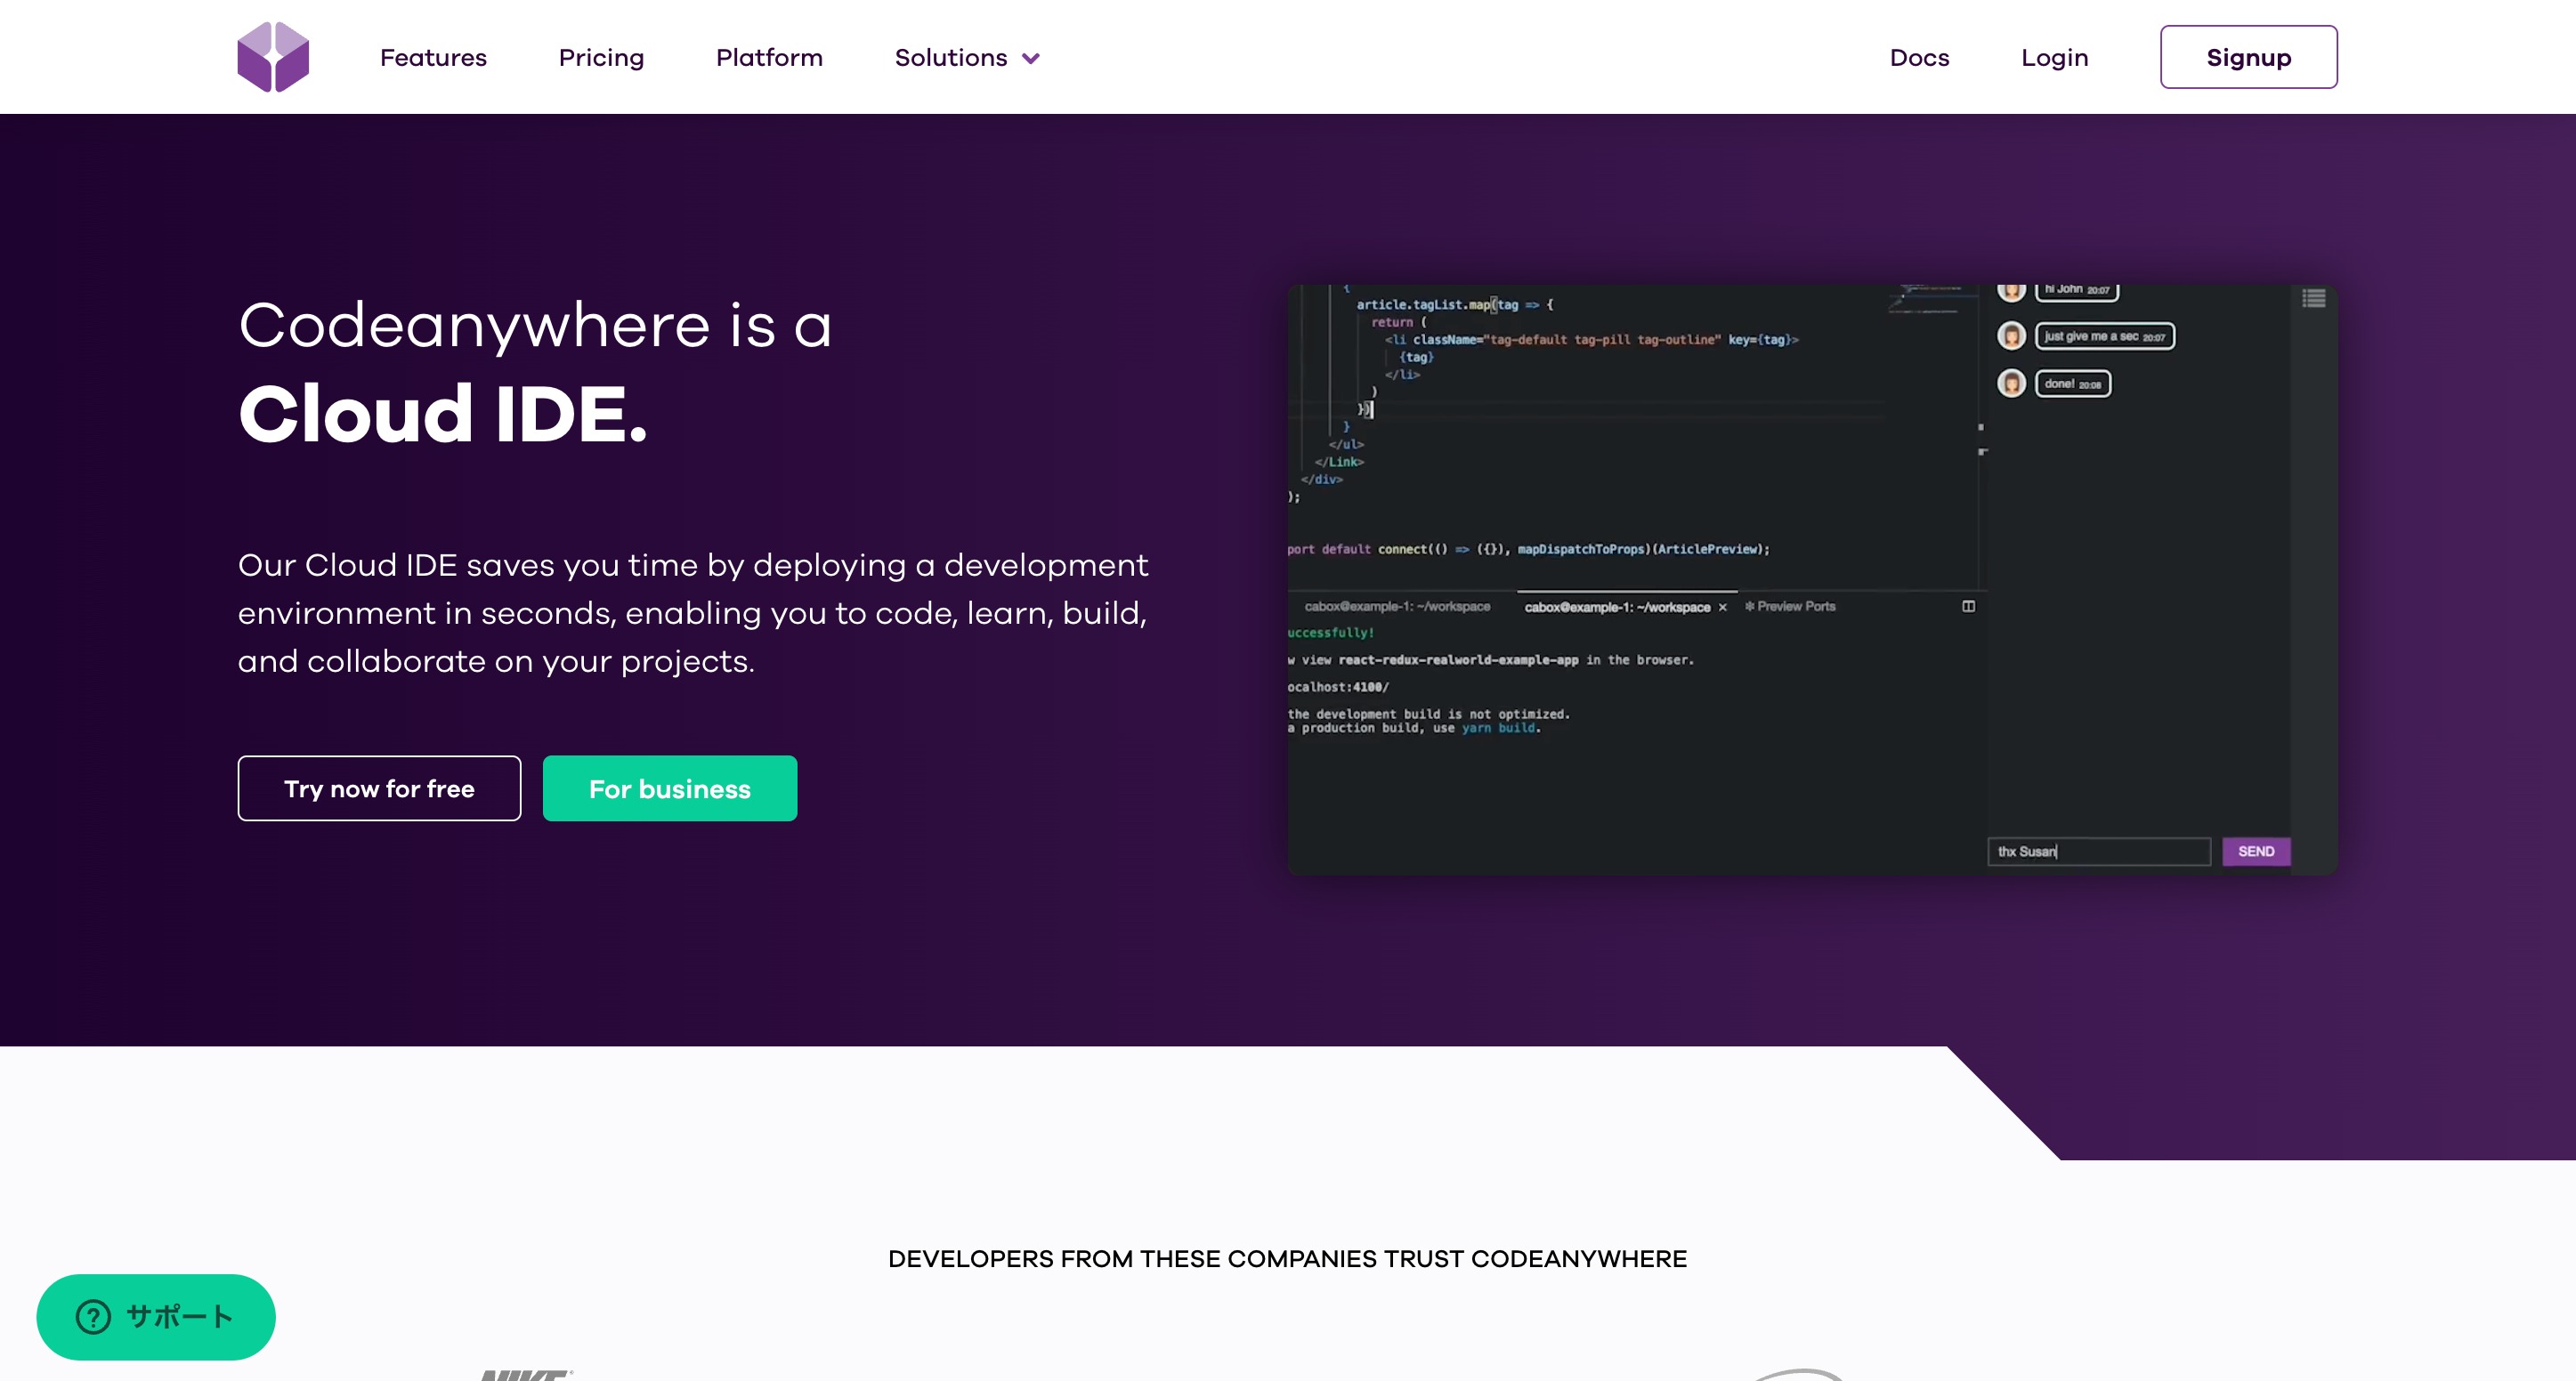 Features
Pricing
Platform
Solutions
Docs
Login
Signup
Codeanywhere is a
Cloud IDE.
Our Cloud IDE saves you time by deploying a development
environment in seconds, enabling you to code, learn, build,
and collaborate on your projects.
Try now for free
For business
{
article.tagList.map(tag => {
return (
<li className="tag-default tag-pill tag-outline" key={tag}>
{tag}
</li>
)
})
}
</ul>
</Link>
</div>
);
port default connect(() => ({}), mapDispatchToProps)(ArticlePreview);
cabox@example-1: ~/workspace
cabox@example-1: ~/workspace ×
Preview Ports
uccessfully!
w view react-redux-realworld-example-app in the browser.
ocalhost:4100/
the development build is not optimized.
a production build, use yarn build.
hi John 20:07
just give me a sec 20:07
done! 20:08
thx Susan
SEND
DEVELOPERS FROM THESE COMPANIES TRUST CODEANYWHERE
サポート
NIKE